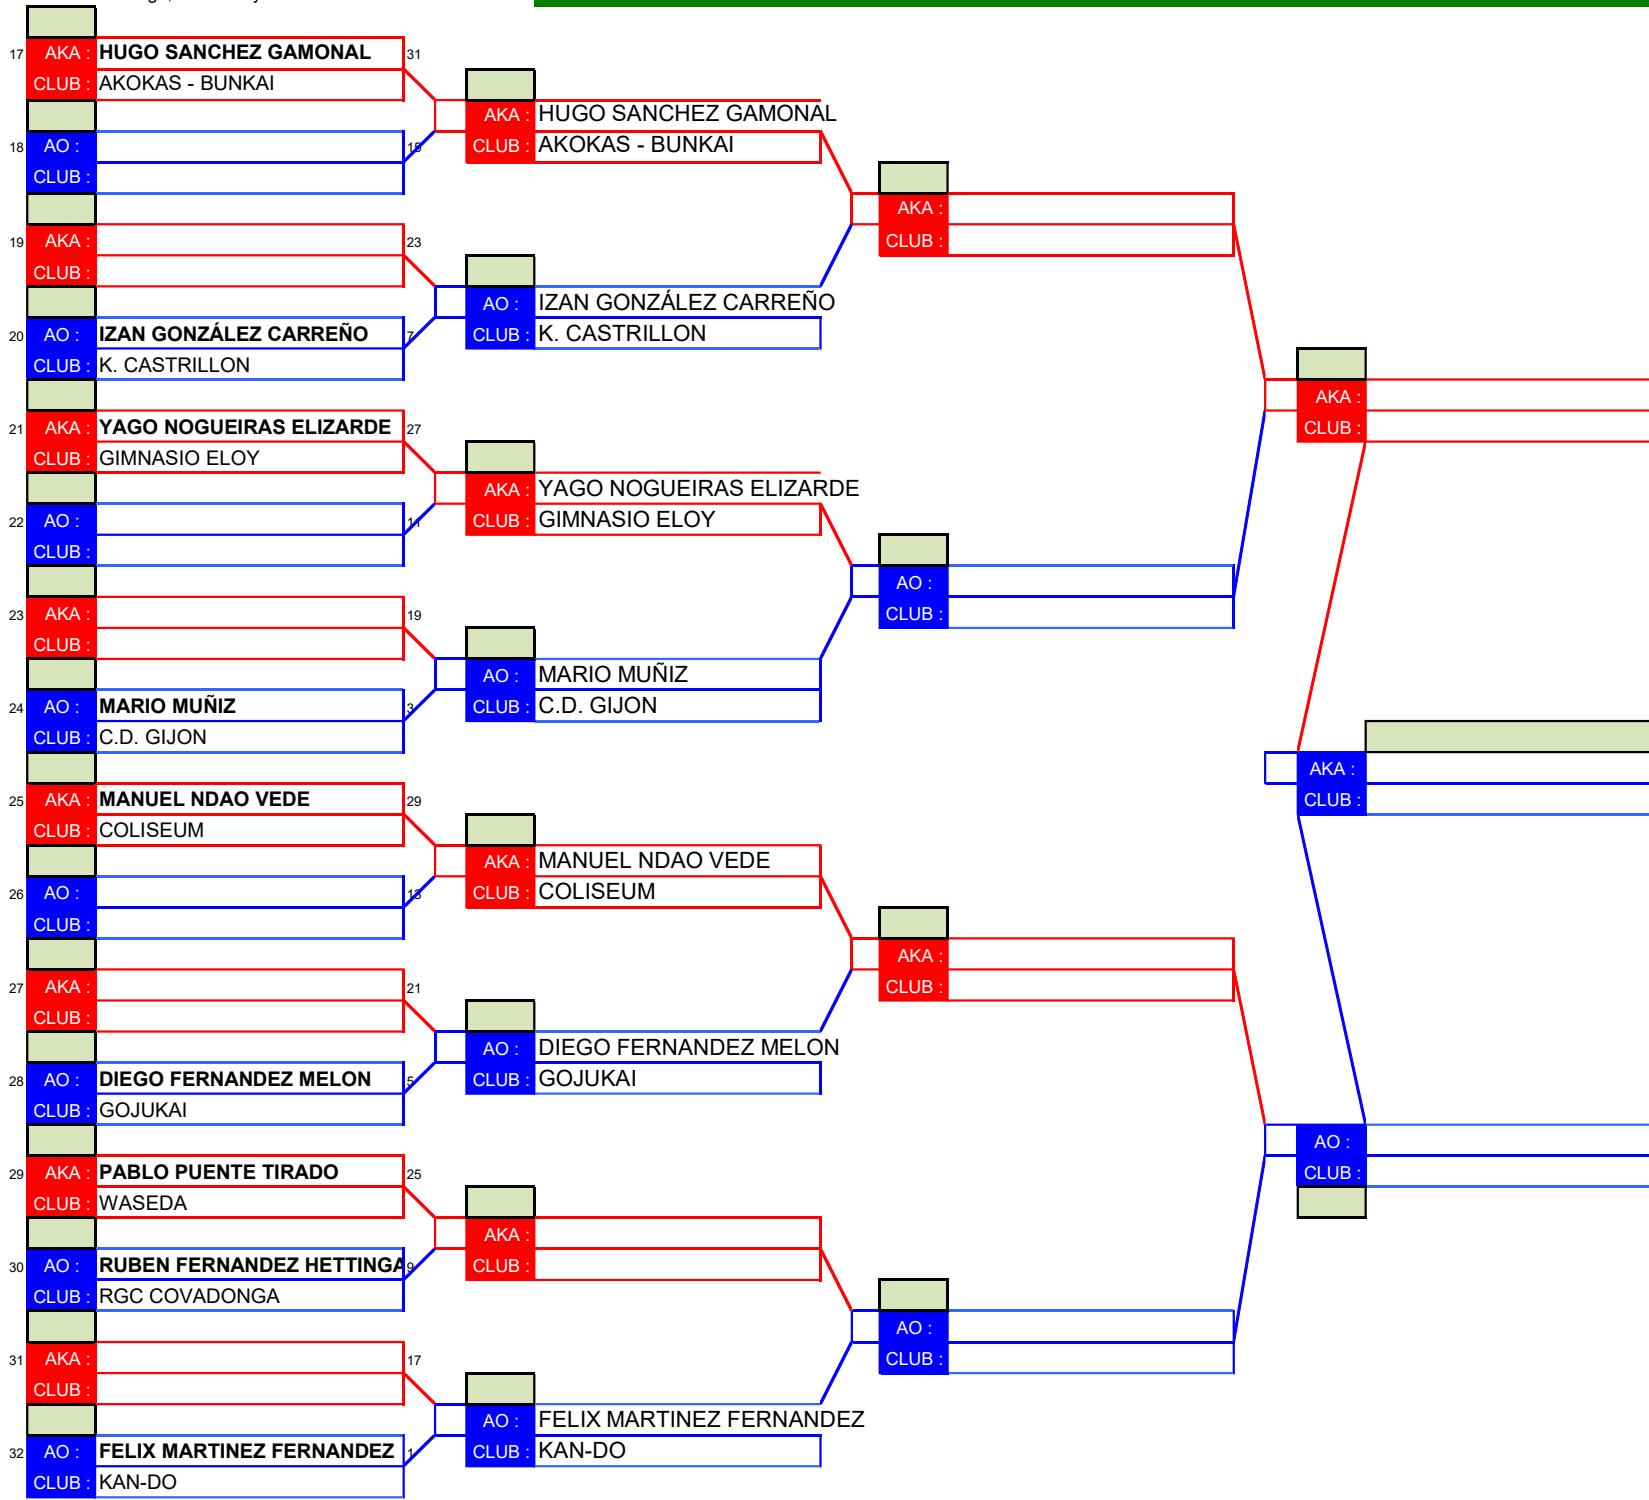 17 AKA : HUGO SANCHEZ GAMONAL 31
CLUB : AKOKAS - BUNKAI
18 AO : 15
CLUB :
19 AKA : 23
CLUB :
20 AO : IZAN GONZÁLEZ CARREÑO 7
CLUB : K. CASTRILLON
21 AKA : YAGO NOGUEIRAS ELIZARDE 27
CLUB : GIMNASIO ELOY
22 AO : 11
CLUB :
23 AKA : 19
CLUB :
24 AO : MARIO MUÑIZ 3
CLUB : C.D. GIJON
25 AKA : MANUEL NDAO VEDE 29
CLUB : COLISEUM
26 AO : 13
CLUB :
27 AKA : 21
CLUB :
28 AO : DIEGO FERNANDEZ MELON 5
CLUB : GOJUKAI
29 AKA : PABLO PUENTE TIRADO 25
CLUB : WASEDA
30 AO : RUBEN FERNANDEZ HETTINGA 9
CLUB : RGC COVADONGA
31 AKA : 17
CLUB :
32 AO : FELIX MARTINEZ FERNANDEZ 1
CLUB : KAN-DO
AKA : HUGO SANCHEZ GAMONAL
CLUB : AKOKAS - BUNKAI
AO : IZAN GONZÁLEZ CARREÑO
CLUB : K. CASTRILLON
AKA : YAGO NOGUEIRAS ELIZARDE
CLUB : GIMNASIO ELOY
AO : MARIO MUÑIZ
CLUB : C.D. GIJON
AKA : MANUEL NDAO VEDE
CLUB : COLISEUM
AO : DIEGO FERNANDEZ MELON
CLUB : GOJUKAI
AKA :
CLUB :
AO : FELIX MARTINEZ FERNANDEZ
CLUB : KAN-DO
AKA :
CLUB :
AO :
CLUB :
AKA :
CLUB :
AO :
CLUB :
AKA :
CLUB :
AKA :
CLUB :
AO :
CLUB :